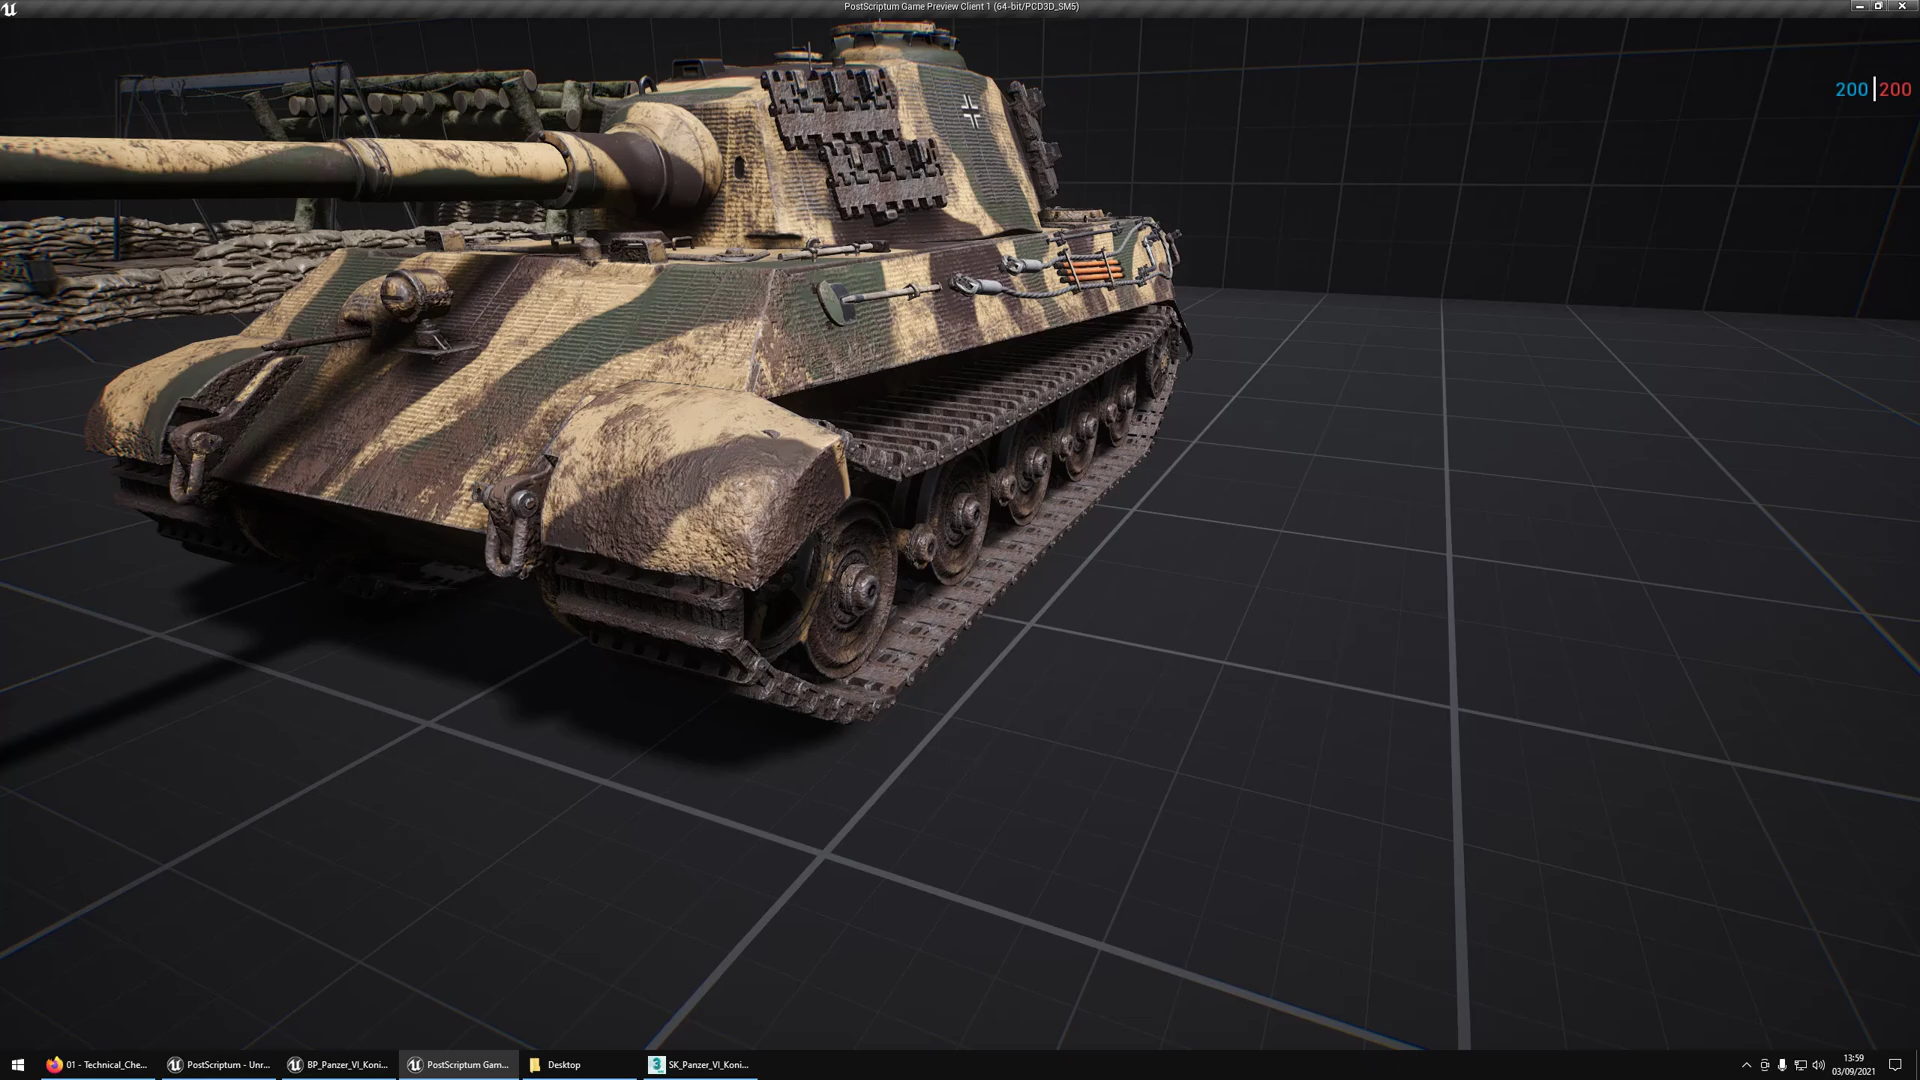 PostScriptum Game Preview Client 1 (64-bit/PCD3D_SM5)
200|200
01 - Technical_Che...
PostScriptum - Unr...
BP_Panzer_VI_Koni...
PostScriptum Gam...
Desktop
SK_Panzer_VI_Koni...
13:59
03/09/2021